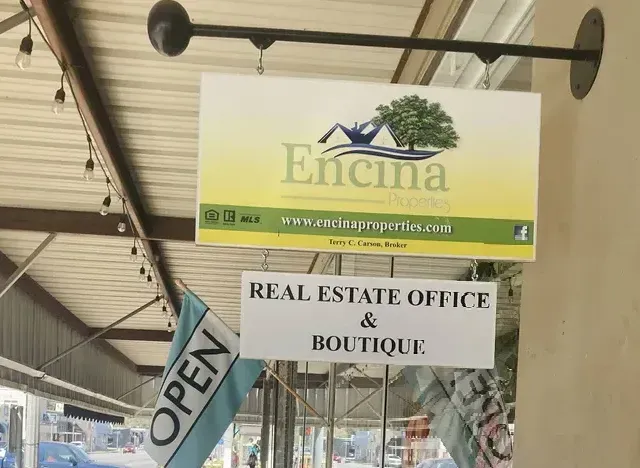 Encina
Properties
MLS
www.encinaproperties.com
f
Terry C. Carson, Broker
REAL ESTATE OFFICE
&
BOUTIQUE
OPEN